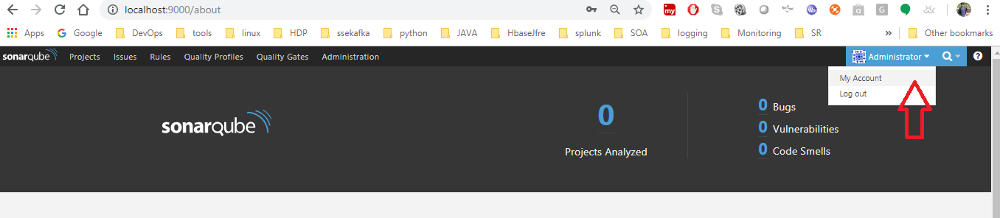 localhost:9000/about
my
S
Ws
a
G
Apps G Google DevOps tools linux HDP ssekafka python JAVA HbaseJfre splunk SOA logging Monitoring SR » Other bookmarks
sonarqube Projects Issues Rules Quality Profiles Quality Gates Administration Administrator ?
My Account
Log out
sonarqube
0
Projects Analyzed
0 Bugs
0 Vulnerabilities
0 Code Smells